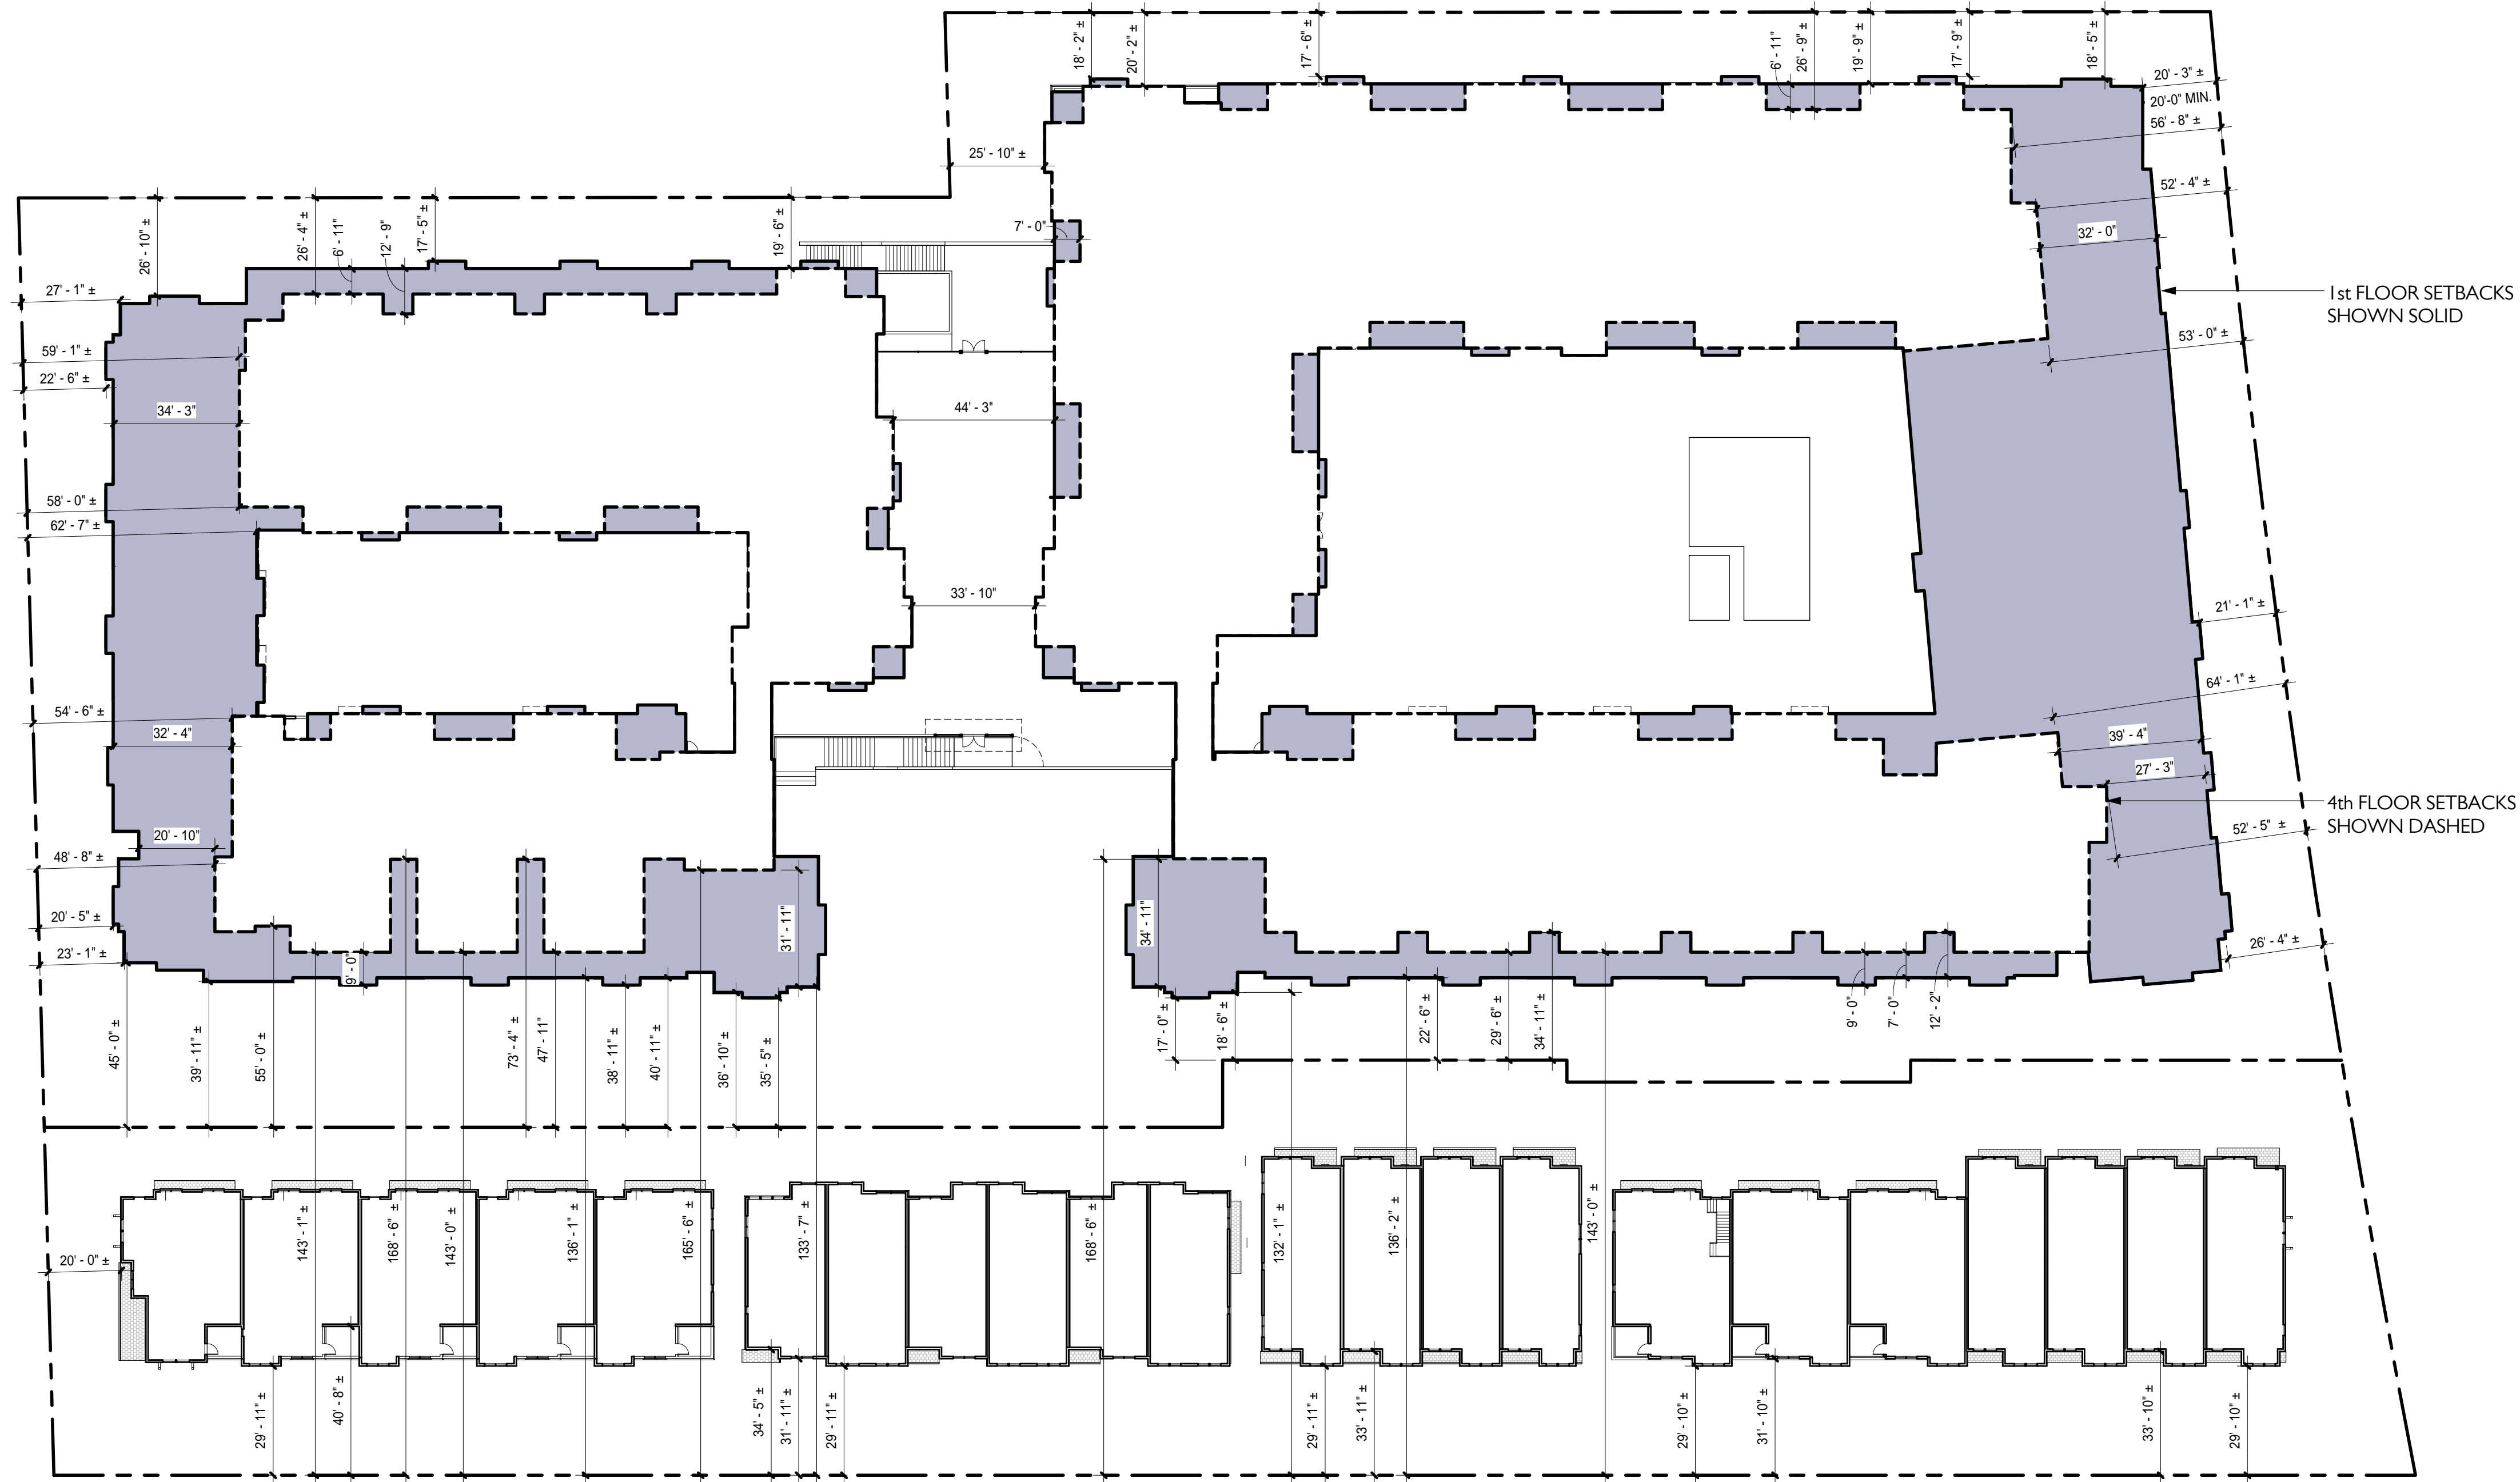 18' - 2" ±
20' - 2" ±
17' - 6" ±
6' - 11"
26' - 9" ±
19' - 9" ±
17' - 9" ±
18' - 5" ±
20' - 3" ±
20'-0" MIN.
56' - 8" ±
25' - 10" ±
52' - 4" ±
26' - 10" ±
26' - 4" ±
6' - 11"
12' - 9"
17' - 5" ±
19' - 6" ±
7' - 0"
32' - 0"
27' - 1" ±
1st FLOOR SETBACKS
SHOWN SOLID
53' - 0" ±
59' - 1" ±
22' - 6" ±
34' - 3"
44' - 3"
58' - 0" ±
62' - 7" ±
33' - 10"
21' - 1" ±
64' - 1" ±
54' - 6" ±
32' - 4"
39' - 4"
27' - 3"
4th FLOOR SETBACKS
SHOWN DASHED
20' - 10"
52' - 5" ±
48' - 8" ±
20' - 5" ±
31' - 11"
34' - 11"
26' - 4" ±
23' - 1" ±
9' - 0"
45' - 0" ±
39' - 11" ±
55' - 0" ±
73' - 4" ±
47' - 11"
38' - 11" ±
40' - 11" ±
36' - 10" ±
35' - 5" ±
17' - 0" ±
18' - 6" ±
22' - 6" ±
29' - 6" ±
34' - 11" ±
9' - 0"
7' - 0"
12' - 2"
20' - 0" ±
143' - 1" ±
168' - 6" ±
143' - 0" ±
136' - 1" ±
165' - 6" ±
133' - 7" ±
168' - 6" ±
132' - 1" ±
136' - 2" ±
143' - 0" ±
29' - 11" ±
40' - 8" ±
34' - 5" ±
31' - 11" ±
29' - 11" ±
29' - 11" ±
33' - 11" ±
29' - 10" ±
31' - 10" ±
33' - 10" ±
29' - 10" ±